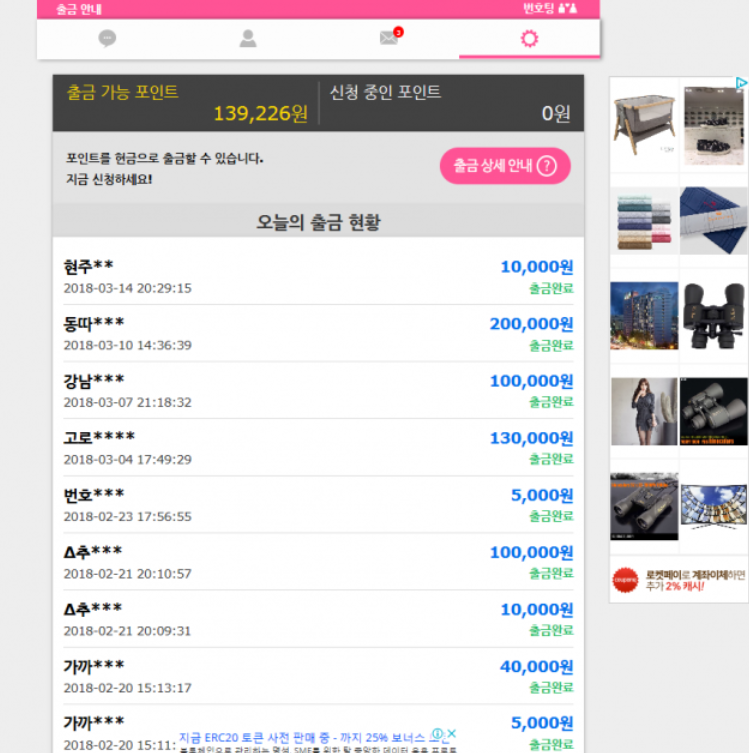 출금 안내
번호팅
3
출금 가능 포인트
139,226원
신청 중인 포인트
0원
포인트를 현금으로 출금할 수 있습니다.
지금 신청하세요!
출금 상세 안내 ?
오늘의 출금 현황
현주**
10,000원
2018-03-14 20:29:15
출금완료
동따***
200,000원
2018-03-10 14:36:39
출금완료
강남***
100,000원
2018-03-07 21:18:32
출금완료
고로****
130,000원
2018-03-04 17:49:29
출금완료
번호***
5,000원
2018-02-23 17:56:55
출금완료
Δ추***
100,000원
2018-02-21 20:10:57
출금완료
Δ추***
10,000원
2018-02-21 20:09:31
출금완료
가까***
40,000원
2018-02-20 15:13:17
출금완료
가까***
5,000원
2018-02-20 15:11:
출금완료
지금 ERC20 토큰 사전 판매 중 - 까지 25% 보너스
로켓페이로 계좌이체하면
추가 2% 캐시!